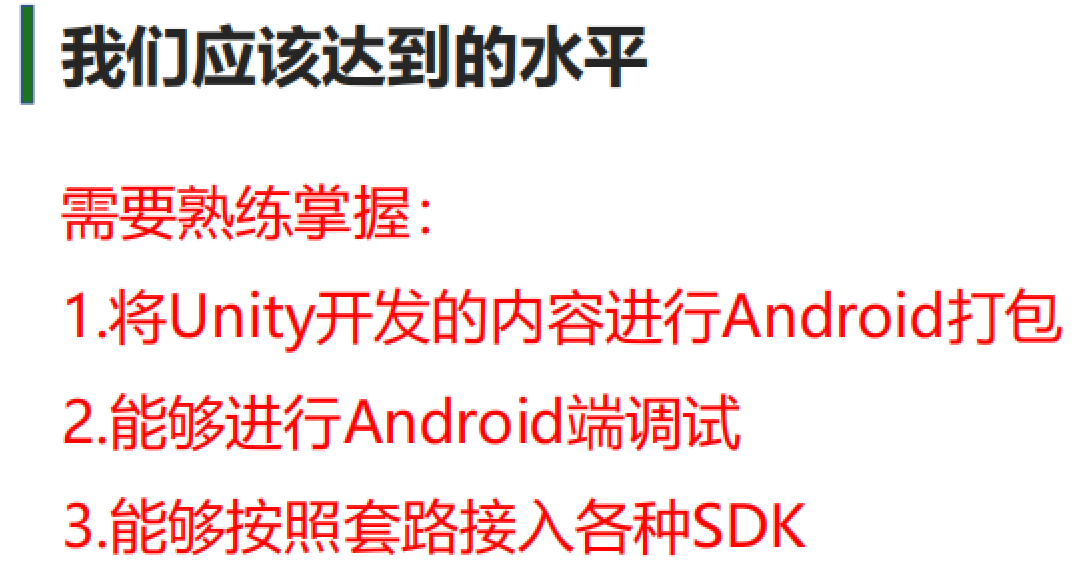 我们应该达到的水平
需要熟练掌握：
1.将Unity开发的内容进行Android打包
2.能够进行Android端调试
3.能够按照套路接入各种SDK